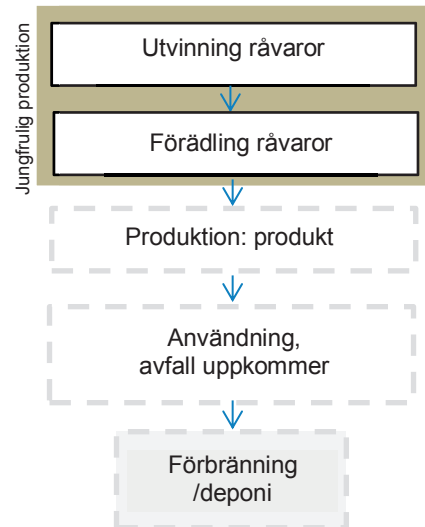 Jungfrulig produktion
Utvinning råvaror
Förädling råvaror
Produktion: produkt
Användning,
avfall uppkommer
Förbränning
/deponi